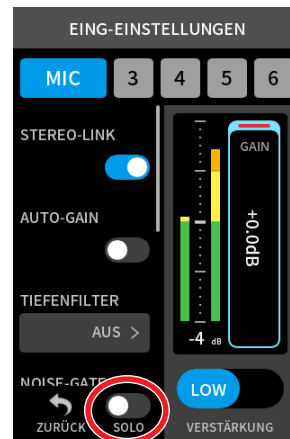 EING-EINSTELLUNGEN
MIC 3 4 5 6
STEREO-LINK
AUTO-GAIN
TIEFENFILTER
AUS >
NOISE-GATE
ZURÜCK SOLO
GAIN
+0.0dB
-4 dB
LOW
VERSTÄRKUNG